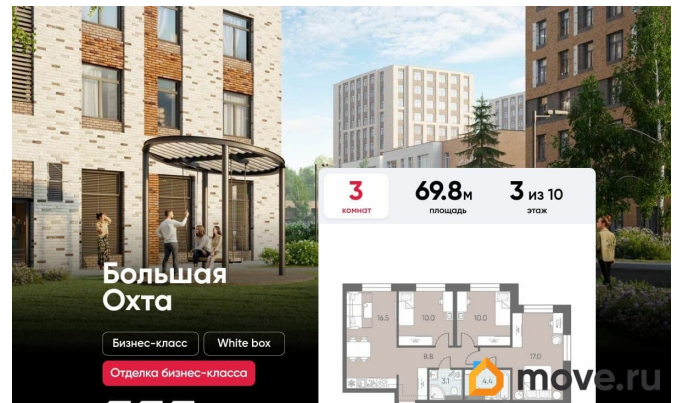 3
комнат
69.8м
площадь
3 из 10
этаж
Большая
Охта
Бизнес-класс
White box
Отделка бизнес-класса
16.5
10.0
10.0
8.8
17.0
3.1
4.4
move.ru